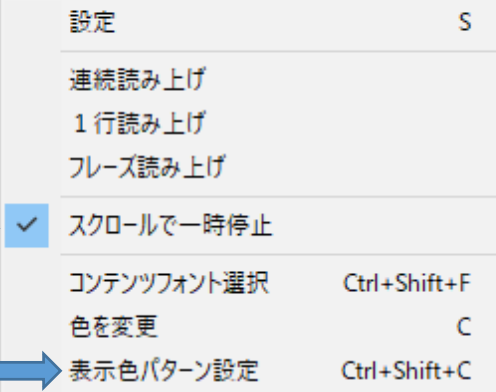 設定 S
連続読み上げ
１行読み上げ
フレーズ読み上げ
スクロールで一時停止
コンテンツフォント選択 Ctrl+Shift+F
色を変更 C
表示色パターン設定 Ctrl+Shift+C